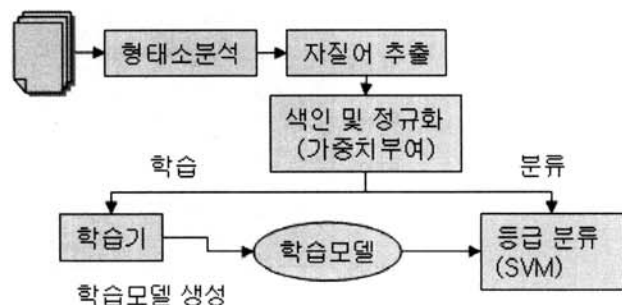 형태소분석
자질어 추출
색인 및 정규화
(가중치부여)
학습
분류
학습기
학습모델
등급 분류
(SVM)
학습모델 생성